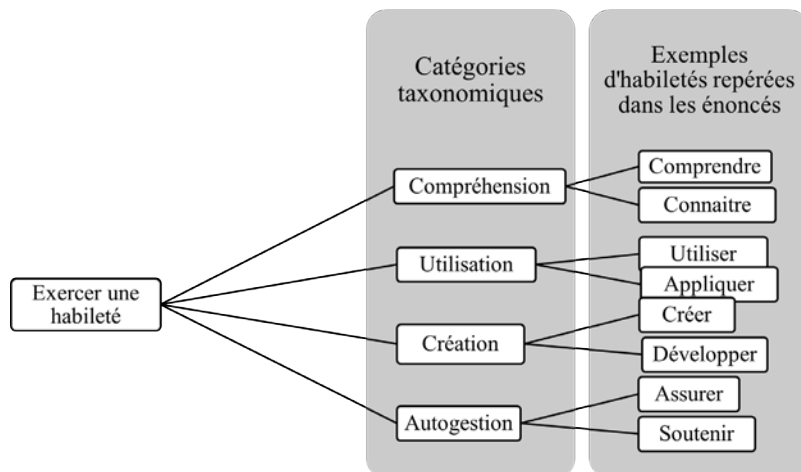 Catégories
taxonomiques
Exemples
d'habiletés repérées
dans les énoncés
Exercer une
habileté
Compréhension
Comprendre
Connaitre
Utilisation
Utiliser
Appliquer
Création
Créer
Développer
Autogestion
Assurer
Soutenir